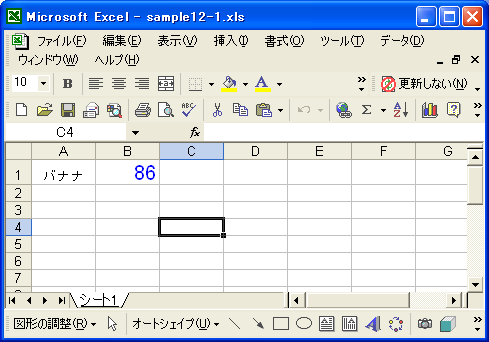 Microsoft Excel - sample12-1.xls
ファイル(F) 編集(E) 表示(V) 挿入(I) 書式(O) ツール(T) データ(D)
ウィンドウ(W) ヘルプ(H)
10 B A 更新しない(N)
ABC Σ A Z
C4 fx
A B C D E F G
1 バナナ 86
2
3
4
5
6
7
シート1
図形の調整(R) オートシェイプ(U) A